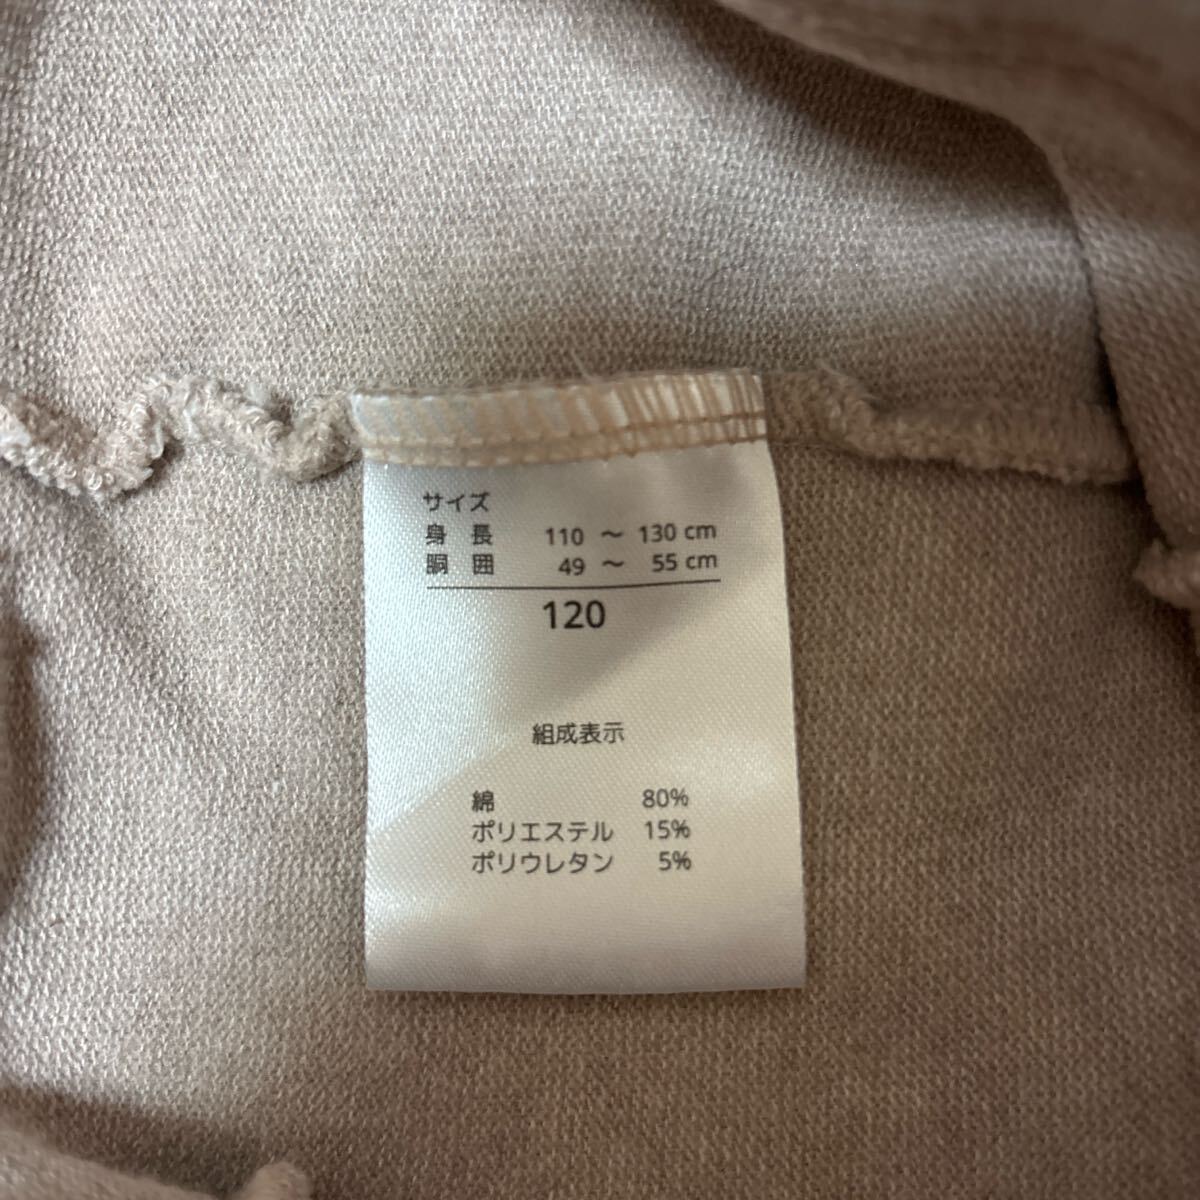 サイズ
身長 110 ～ 130 cm
胴囲 49 ～ 55 cm
120
組成表示
綿 80%
ポリエステル 15%
ポリウレタン 5%